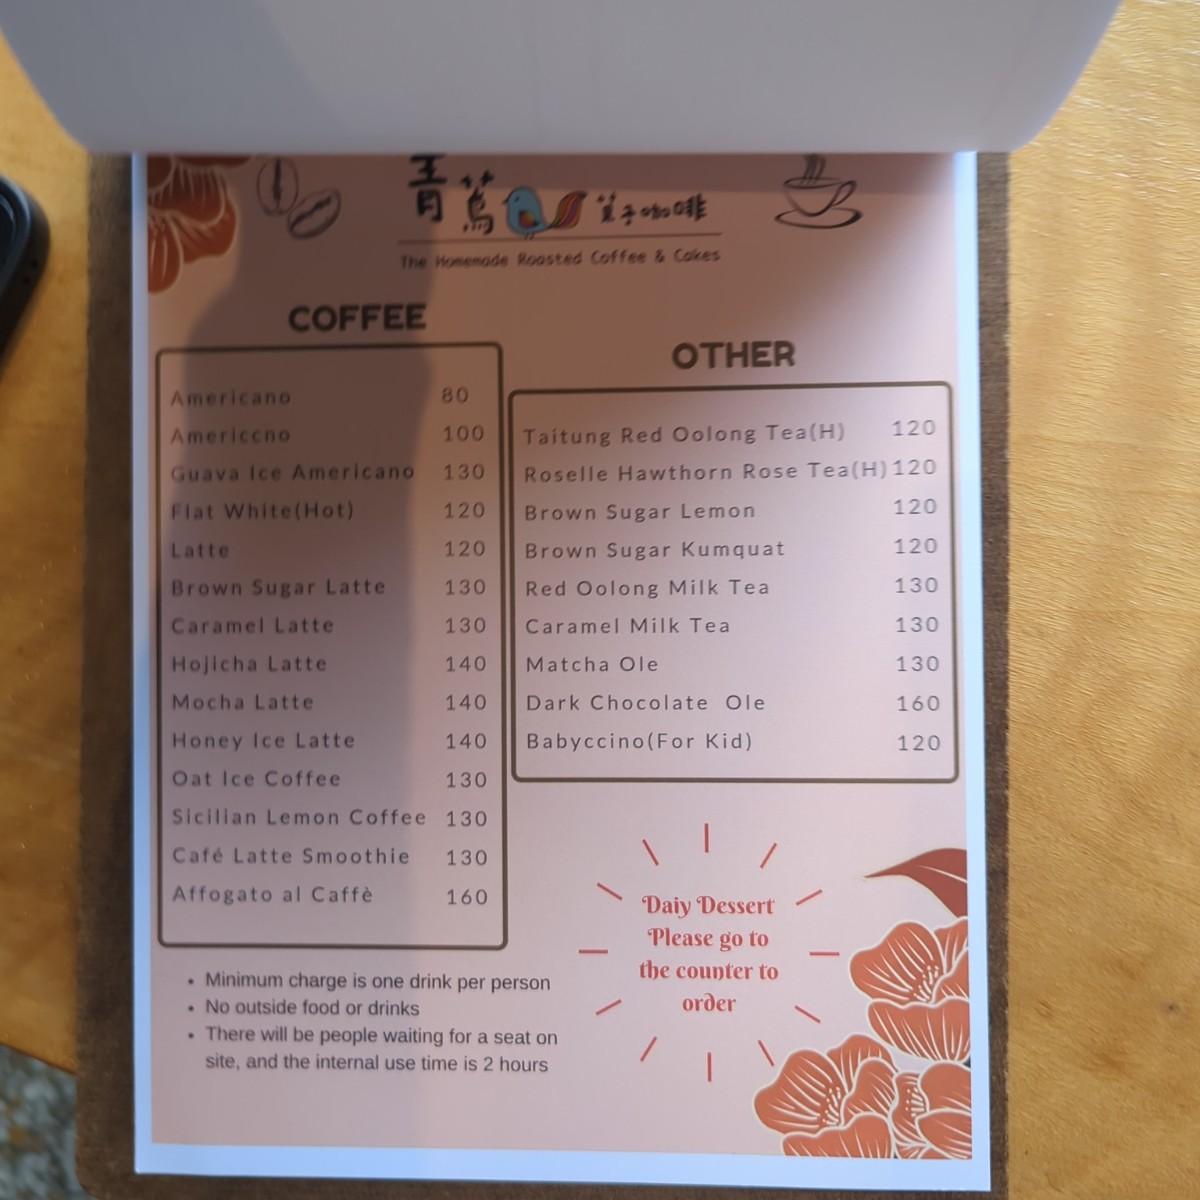 青鳥 菓子咖啡
The Homemade Roasted Coffee & Cakes
COFFEE
Americano 80
Americcno 100
Guava Ice Americano 130
Flat White(Hot) 120
Latte 120
Brown Sugar Latte 130
Caramel Latte 130
Hojicha Latte 140
Mocha Latte 140
Honey Ice Latte 140
Oat Ice Coffee 130
Sicilian Lemon Coffee 130
Café Latte Smoothie 130
Affogato al Caffè 160
OTHER
Taitung Red Oolong Tea(H) 120
Roselle Hawthorn Rose Tea(H) 120
Brown Sugar Lemon 120
Brown Sugar Kumquat 120
Red Oolong Milk Tea 130
Caramel Milk Tea 130
Matcha Ole 130
Dark Chocolate Ole 160
Babyccino(For Kid) 120
• Minimum charge is one drink per person
• No outside food or drinks
• There will be people waiting for a seat on
site, and the internal use time is 2 hours
Daiy Dessert
Please go to
the counter to
order